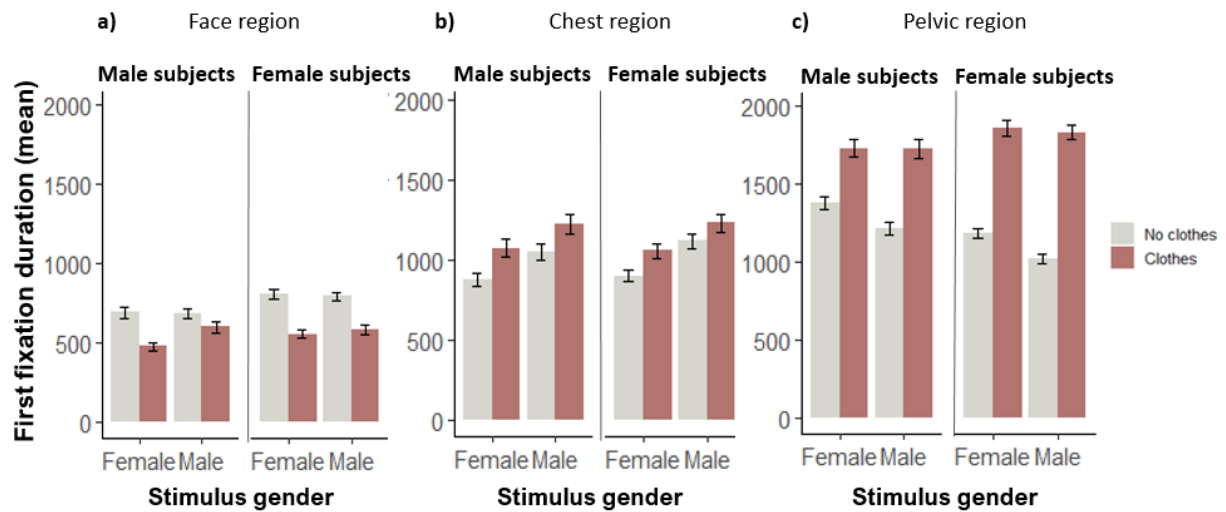 a) Face region
b) Chest region
c) Pelvic region
Male subjects Female subjects
Male subjects Female subjects
Male subjects Female subjects
First fixation duration (mean)
2000
1500
1000
500
0
2000
1500
1000
500
0
2000
1500
1000
500
0
No clothes
Clothes
Female Male Female Male
Female Male Female Male
Female Male Female Male
Stimulus gender
Stimulus gender
Stimulus gender